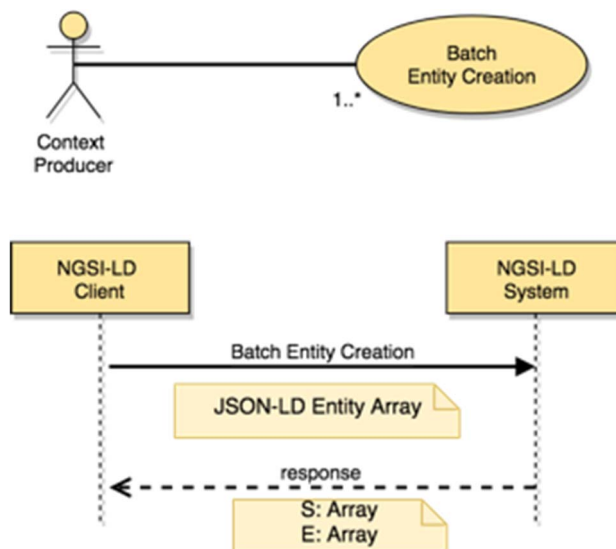 Batch
Entity Creation
1..*
Context
Producer
NGSI-LD
Client
NGSI-LD
System
Batch Entity Creation
JSON-LD Entity Array
response
S: Array
E: Array